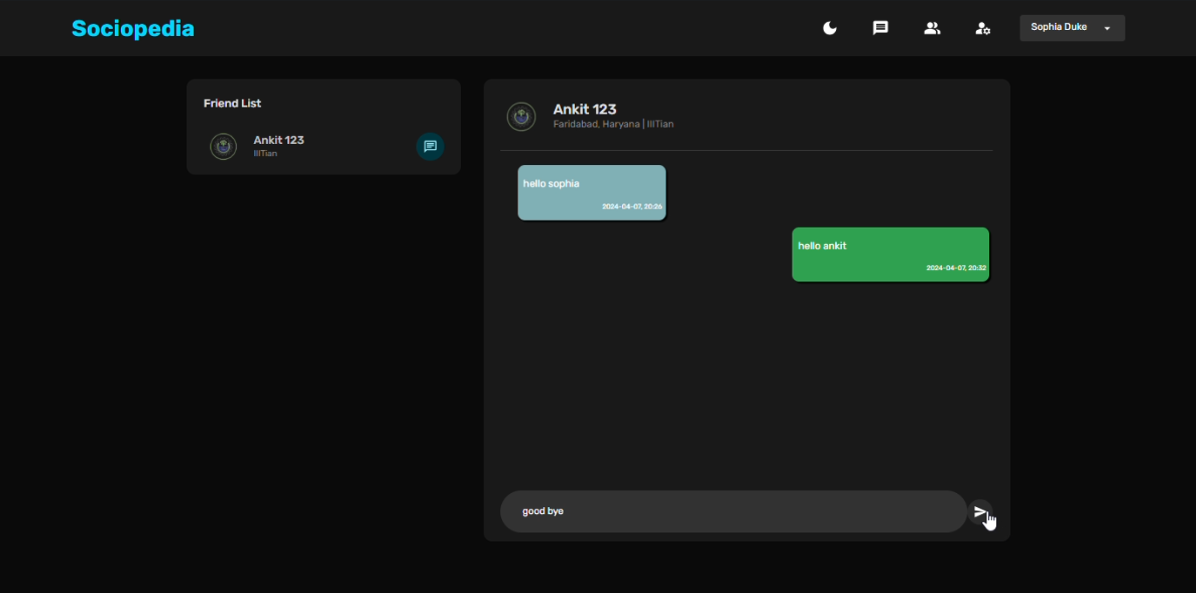 Sociopedia
Sophia Duke
Friend List
Ankit 123
IIITian
Ankit 123
Faridabad, Haryana | IIITian
hello sophia
2024-04-07, 20:26
hello ankit
2024-04-07, 20:32
good bye